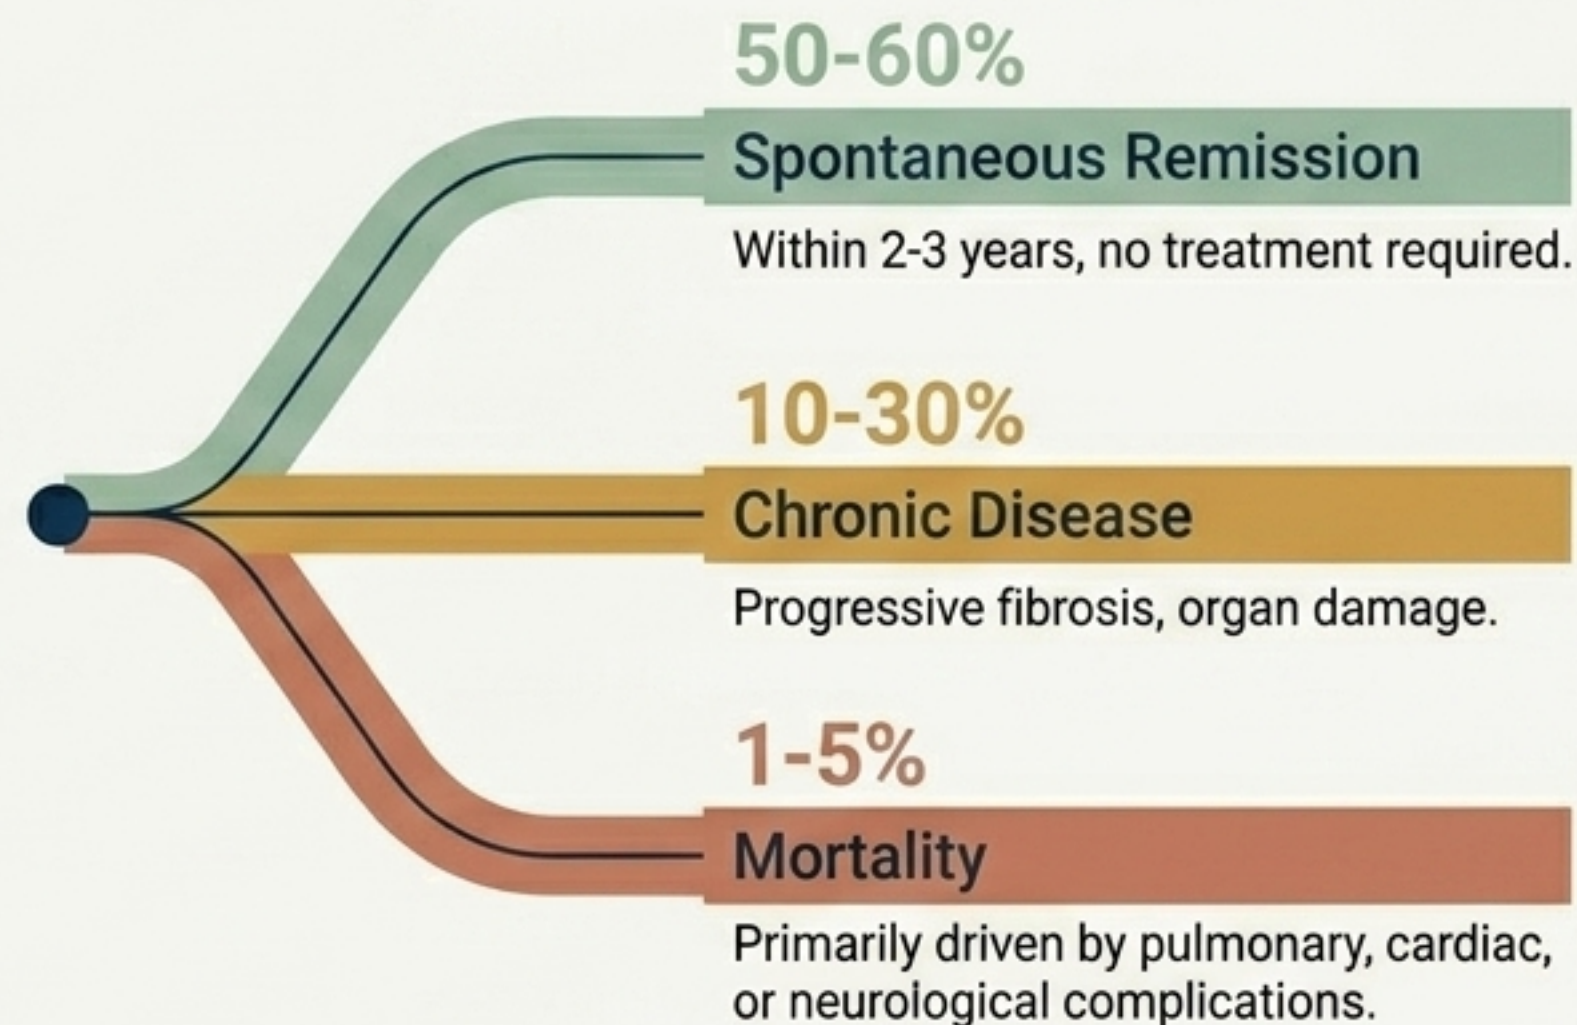 50-60%
Spontaneous Remission
Within 2-3 years, no treatment required.
10-30%
Chronic Disease
Progressive fibrosis, organ damage.
1-5%
Mortality
Primarily driven by pulmonary, cardiac,
or neurological complications.